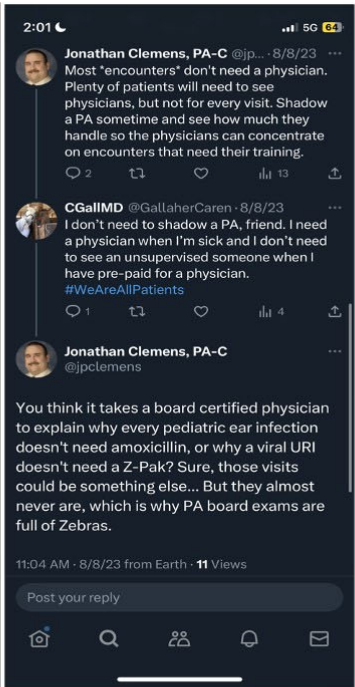 2:01
5G 64
Jonathan Clemens, PA-C @jp... · 8/8/23
Most *encounters* don't need a physician.
Plenty of patients will need to see
physicians, but not for every visit. Shadow
a PA sometime and see how much they
handle so the physicians can concentrate
on encounters that need their training.
2 13
CGallMD @GallaherCaren · 8/8/23
I don't need to shadow a PA, friend. I need
a physician when I'm sick and I don't need
to see an unsupervised someone when I
have pre-paid for a physician.
#WeAreAllPatients
1 4
Jonathan Clemens, PA-C
@jpclemens
You think it takes a board certified physician
to explain why every pediatric ear infection
doesn't need amoxicillin, or why a viral URI
doesn't need a Z-Pak? Sure, those visits
could be something else... But they almost
never are, which is why PA board exams are
full of Zebras.
11:04 AM · 8/8/23 from Earth · 11 Views
Post your reply